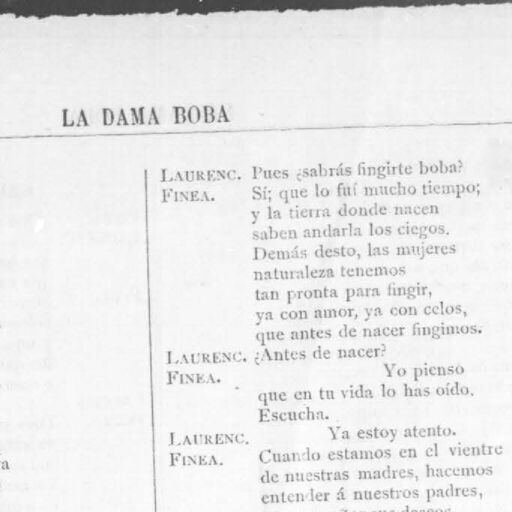 LA DAMA BOBA
LAURENC. Pues ¿sabrás fingirte boba?
FINEA. Sí; que lo fuí mucho tiempo;
y la tierra donde nacen
saben andarla los ciegos.
Demás desto, las mujeres
naturaleza tenemos
tan pronta para fingir,
ya con amor, ya con celos,
que antes de nacer fingimos.
LAURENC. ¿Antes de nacer?
FINEA. Yo pienso
que en tu vida lo has oído.
Escucha.
LAURENC. Ya estoy atento.
FINEA. Cuando estamos en el vientre
de nuestras madres, hacemos
entender á nuestros padres,